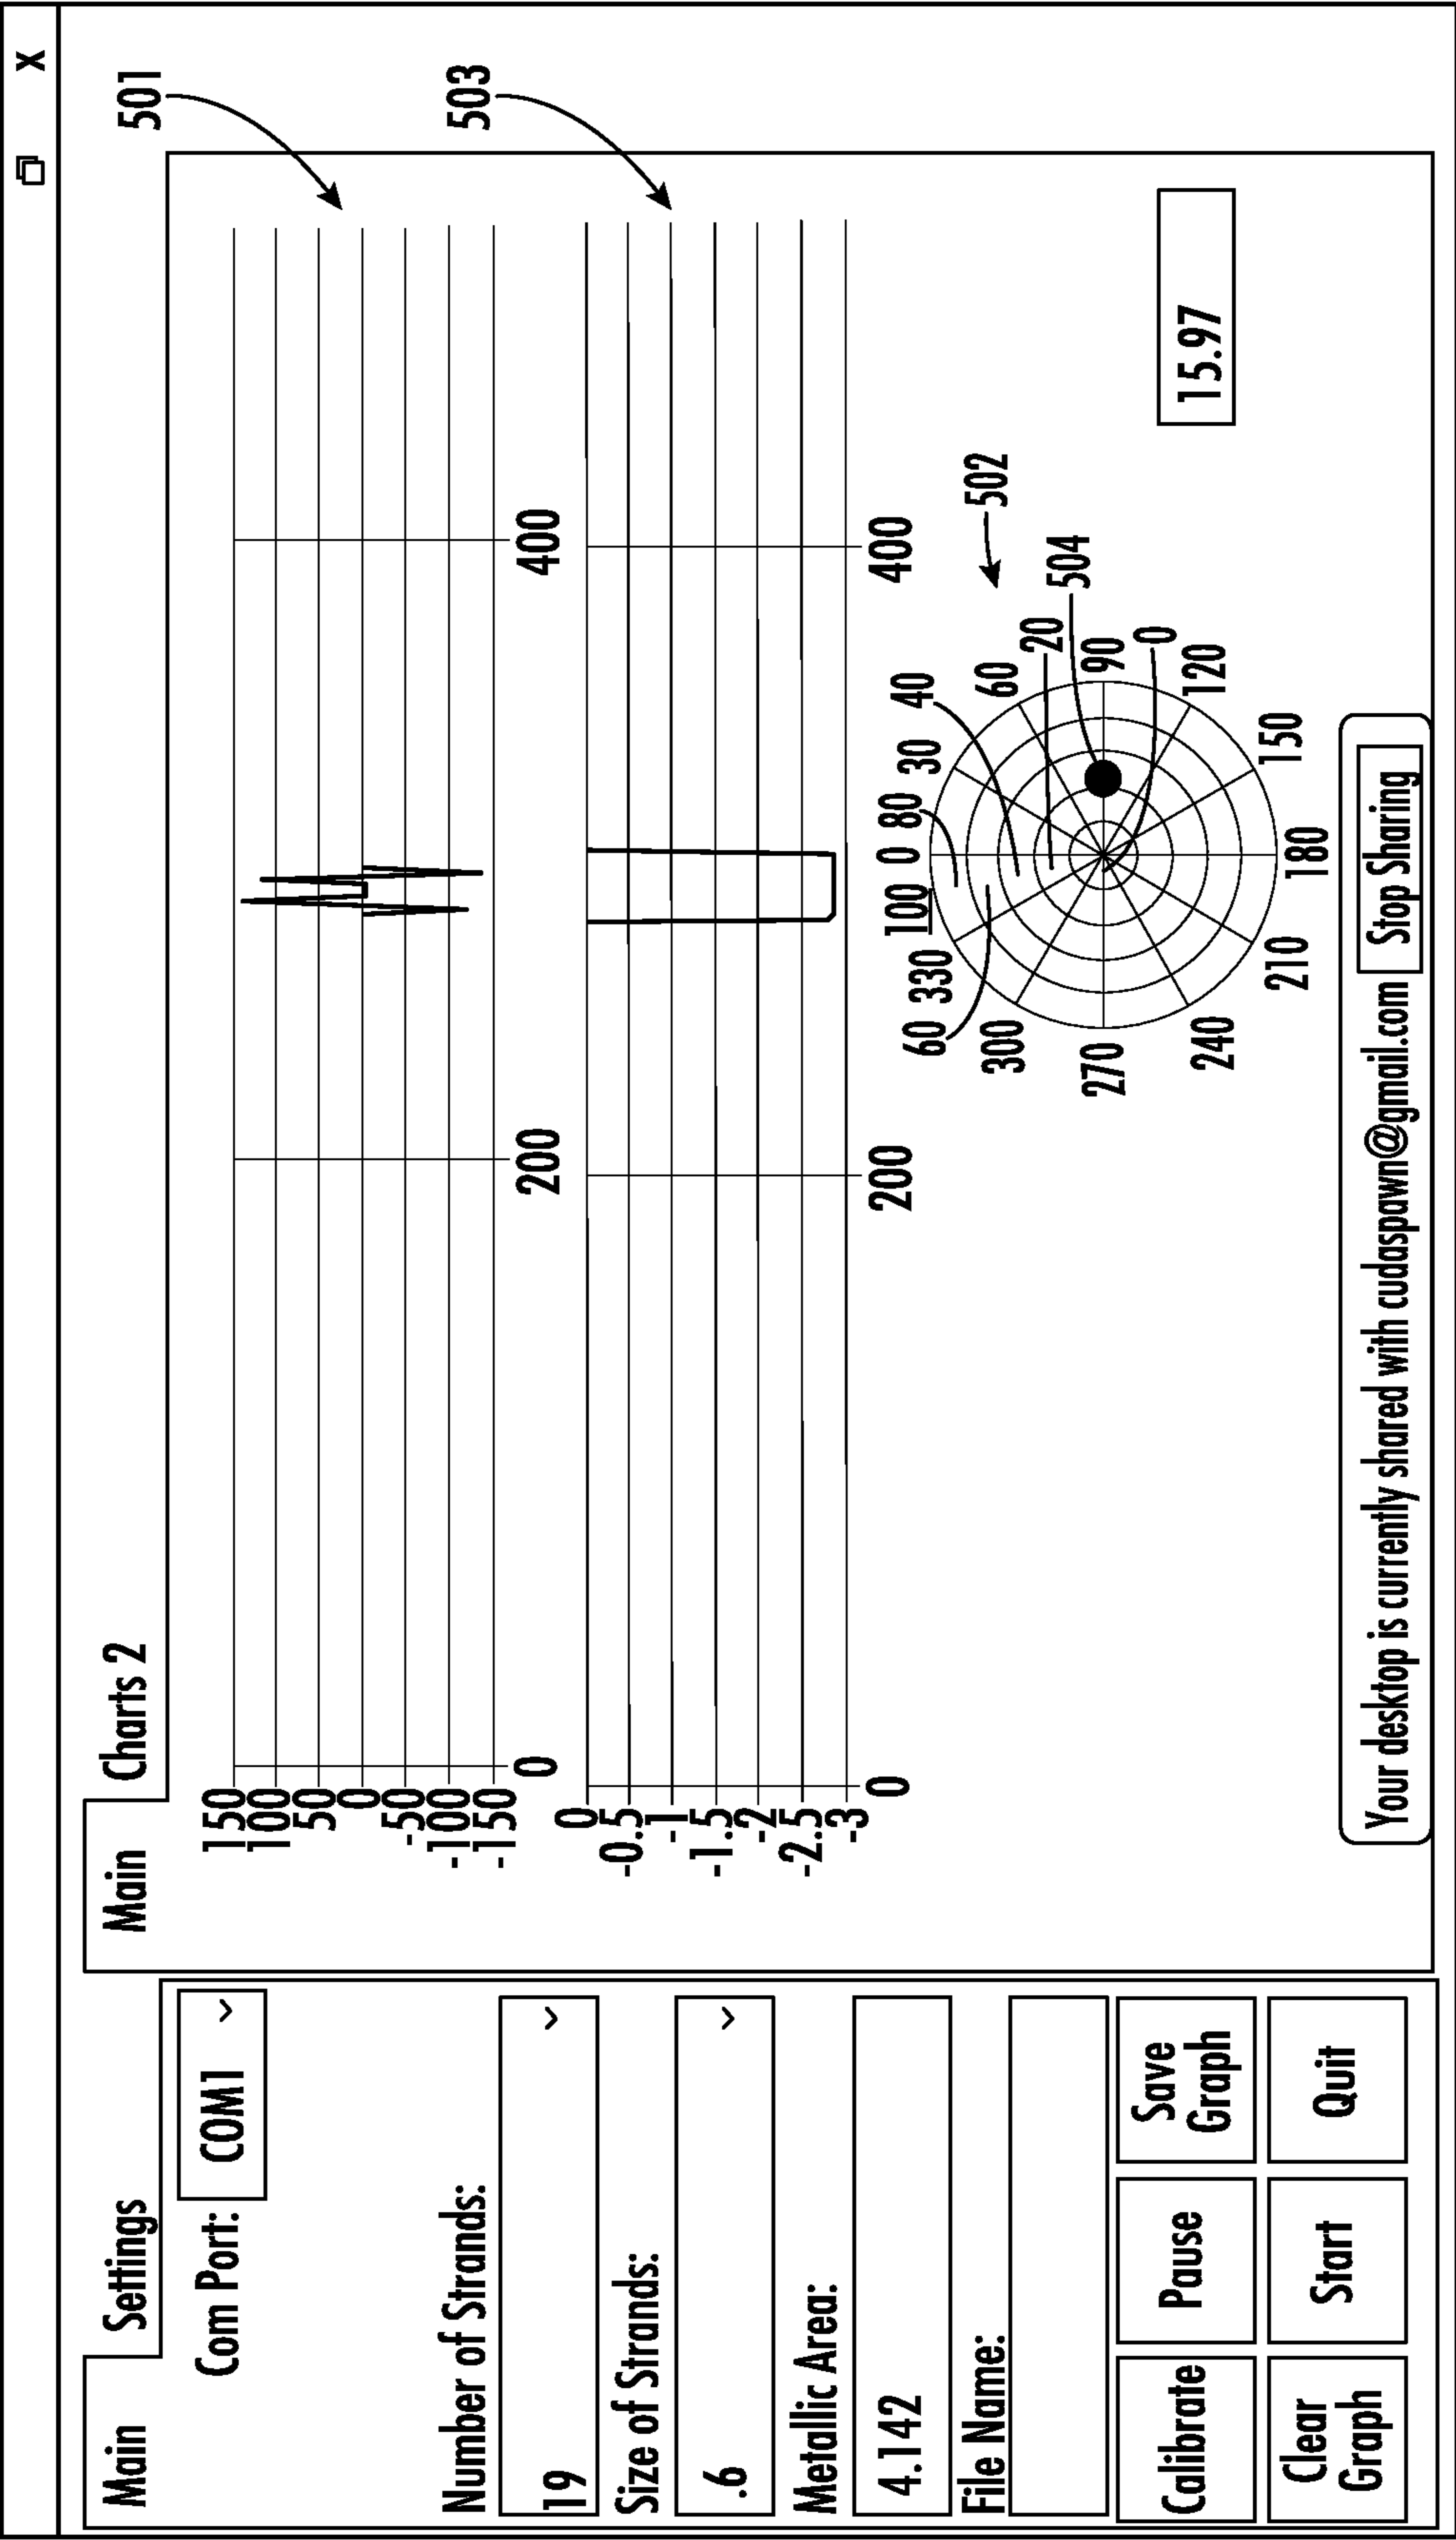 X
Main Settings
Com Port: COM1
Number of Strands:
19
Size of Strands:
.6
Metallic Area:
4.142
File Name:
Calibrate Pause Save Graph
Clear Graph Start Quit
Main Charts 2
501
150
100
50
0
-50
-100
-150
0 200 400
503
0
-0.5
-1
-1.5
-2
-2.5
-3
0 200 400
502
504
100 0 80 30 40
60 330 60 20
300 90
270 0
240 120
210 180 150
15.97
Your desktop is currently shared with cudaspawn@gmail.com Stop Sharing